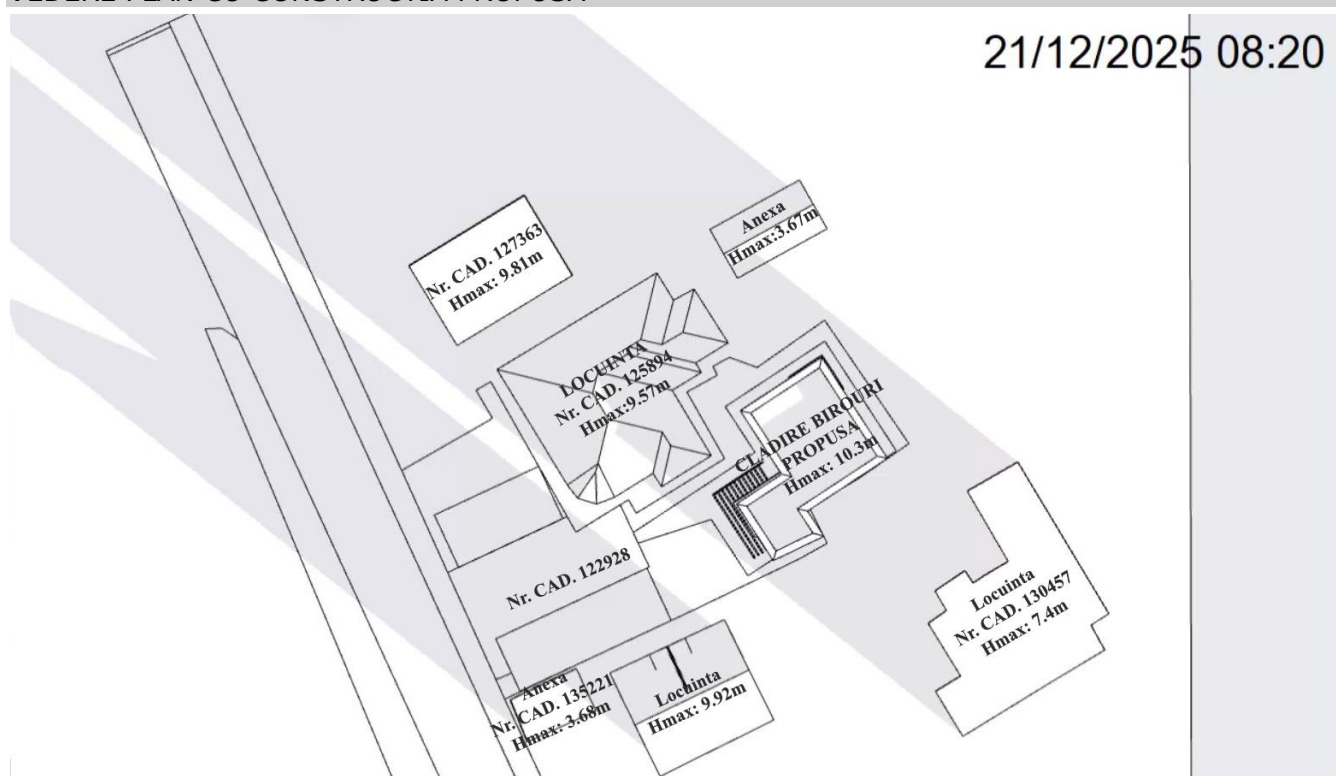 21/12/2025 08:20
Anexa
Hmax:3.67m
Nr. CAD. 127363
Hmax: 9.81m
LOCUINTA
Nr. CAD. 125894
Hmax:9.57m
CLADIRE BIROURI
PROPUSA
Hmax: 10.3m
Nr. CAD. 122928
Locuinta
Nr. CAD. 130457
Hmax: 7.4m
Anexa
Nr. CAD. 135221
Hmax: 3.68m
Locuinta
Hmax: 9.92m